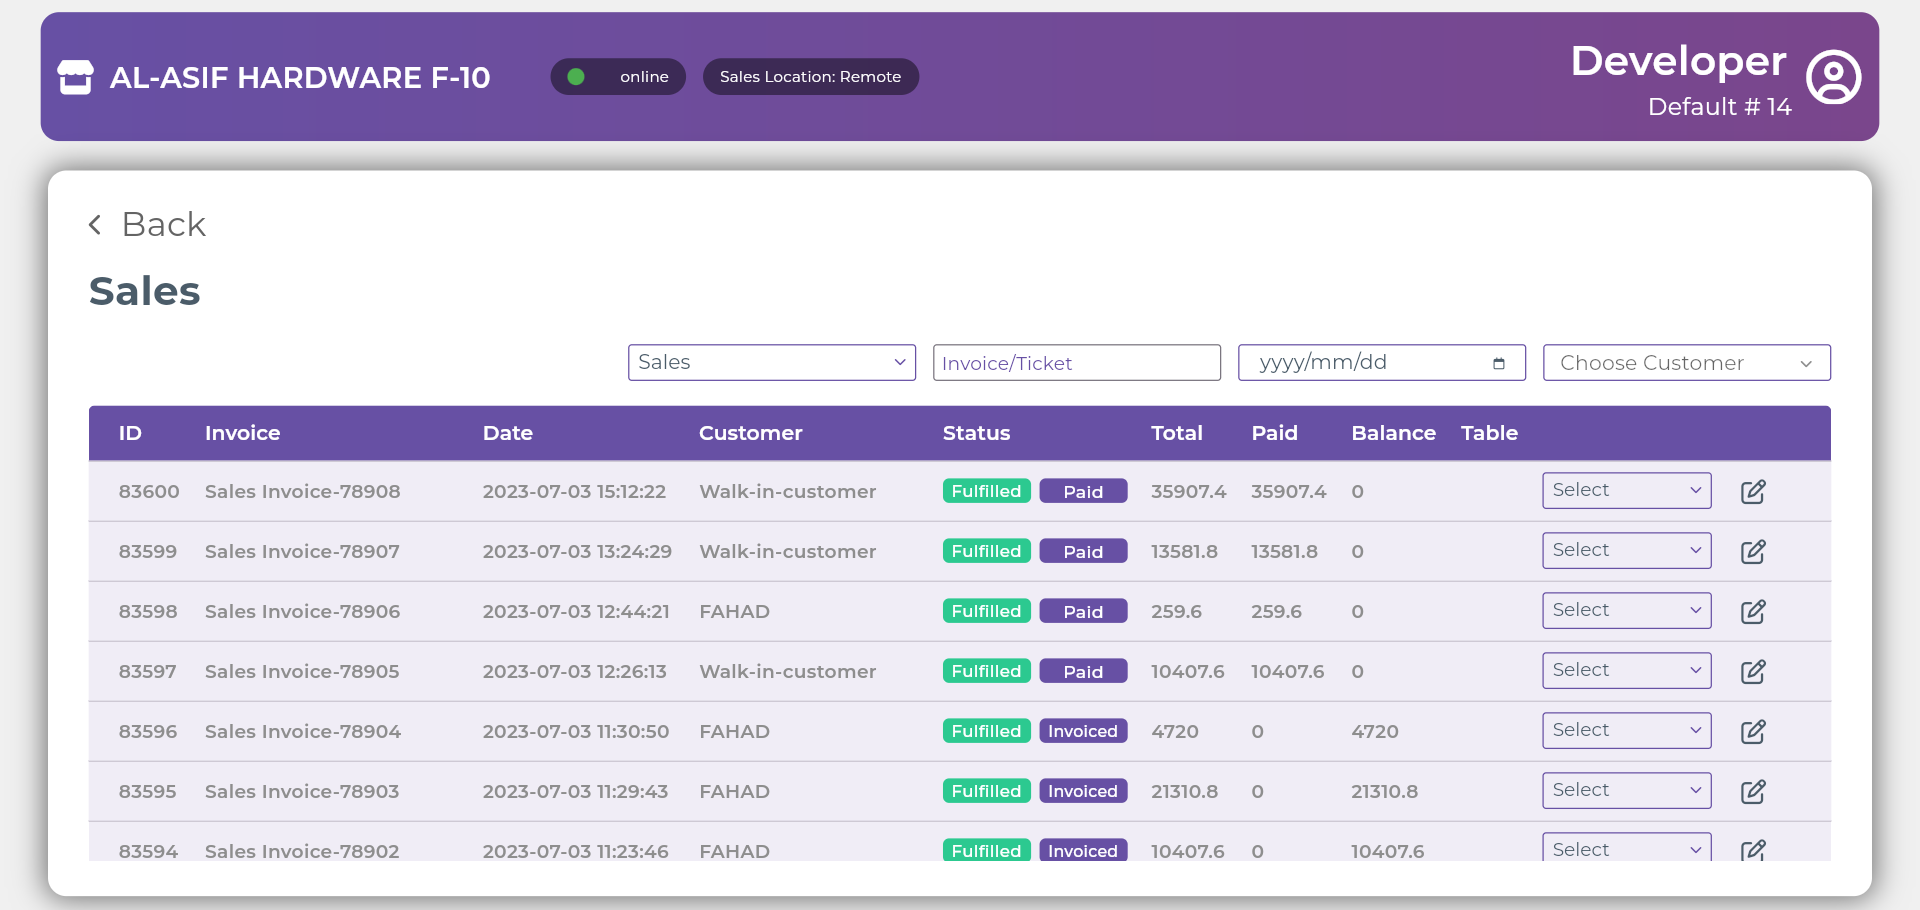 AL-ASIF HARDWARE F-10
online
Sales Location: Remote
Developer
Default # 14
Back
Sales
Sales Invoice/Ticket yyyy/mm/dd Choose Customer
ID Invoice Date Customer Status Total Paid Balance Table
83600 Sales Invoice-78908 2023-07-03 15:12:22 Walk-in-customer Fulfilled Paid 35907.4 35907.4 0 Select
83599 Sales Invoice-78907 2023-07-03 13:24:29 Walk-in-customer Fulfilled Paid 13581.8 13581.8 0 Select
83598 Sales Invoice-78906 2023-07-03 12:44:21 FAHAD Fulfilled Paid 259.6 259.6 0 Select
83597 Sales Invoice-78905 2023-07-03 12:26:13 Walk-in-customer Fulfilled Paid 10407.6 10407.6 0 Select
83596 Sales Invoice-78904 2023-07-03 11:30:50 FAHAD Fulfilled Invoiced 4720 0 4720 Select
83595 Sales Invoice-78903 2023-07-03 11:29:43 FAHAD Fulfilled Invoiced 21310.8 0 21310.8 Select
83594 Sales Invoice-78902 2023-07-03 11:23:46 FAHAD Fulfilled Invoiced 10407.6 0 10407.6 Select